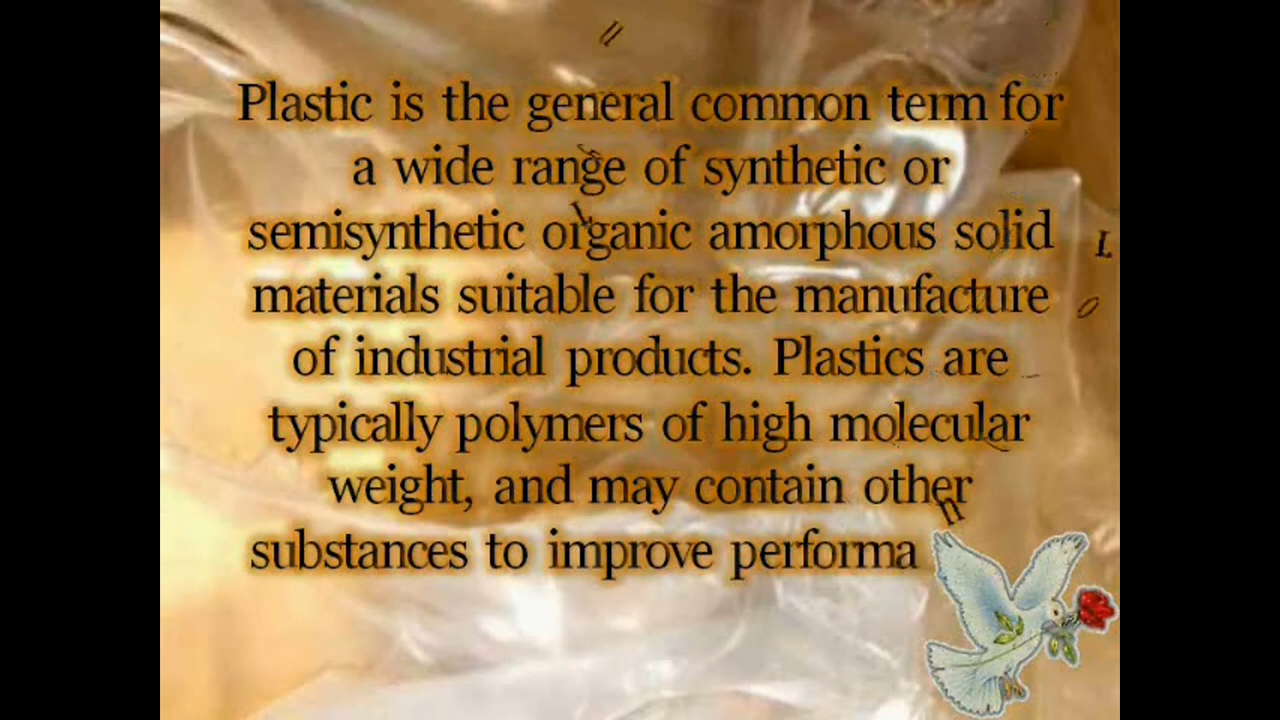 Plastic is the general common term for
a wide range of synthetic or
semisynthetic organic amorphous solid
materials suitable for the manufacture
of industrial products. Plastics are
typically polymers of high molecular
weight, and may contain other
substances to improve performa